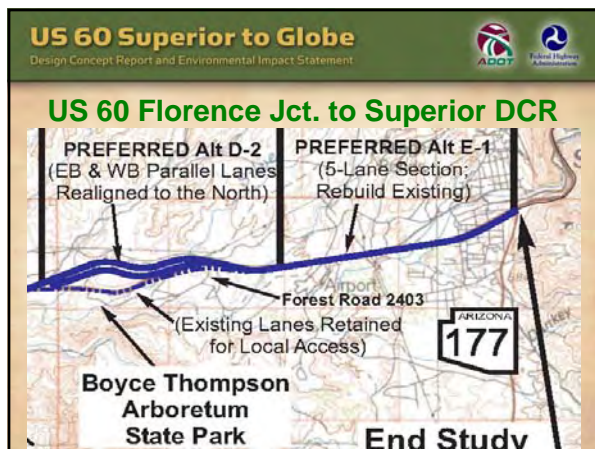 US 60 Superior to Globe
Design Concept Report and Environmental Impact Statement
ADOT
Federal Highway
Administration
US 60 Florence Jct. to Superior DCR
PREFERRED Alt D-2
(EB & WB Parallel Lanes
Realigned to the North)
PREFERRED Alt E-1
(5-Lane Section;
Rebuild Existing)
Airport
Forest Road 2403
(Existing Lanes Retained
for Local Access)
ARIZONA
177
Boyce Thompson
Arboretum
State Park
End Study